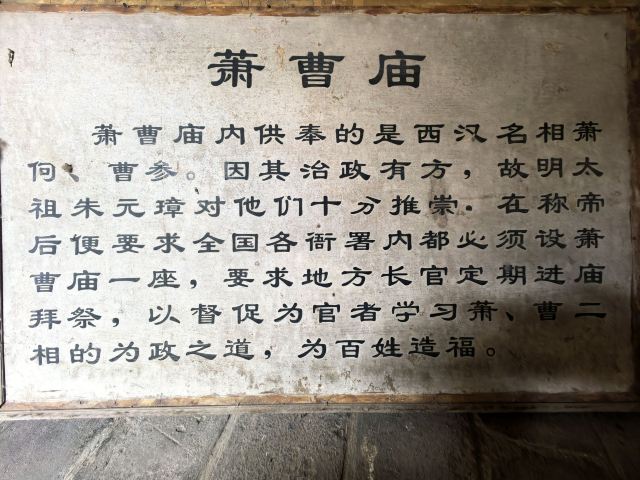 萧曹庙
萧曹庙内供奉的是西汉名相萧
何、曹参。因其治政有方，故明太
祖朱元璋对他们十分推崇。在称帝
后便要求全国各衙署内都必须设萧
曹庙一座，要求地方长官定期进庙
拜祭，以督促为官者学习萧、曹二
相的为政之道，为百姓造福。